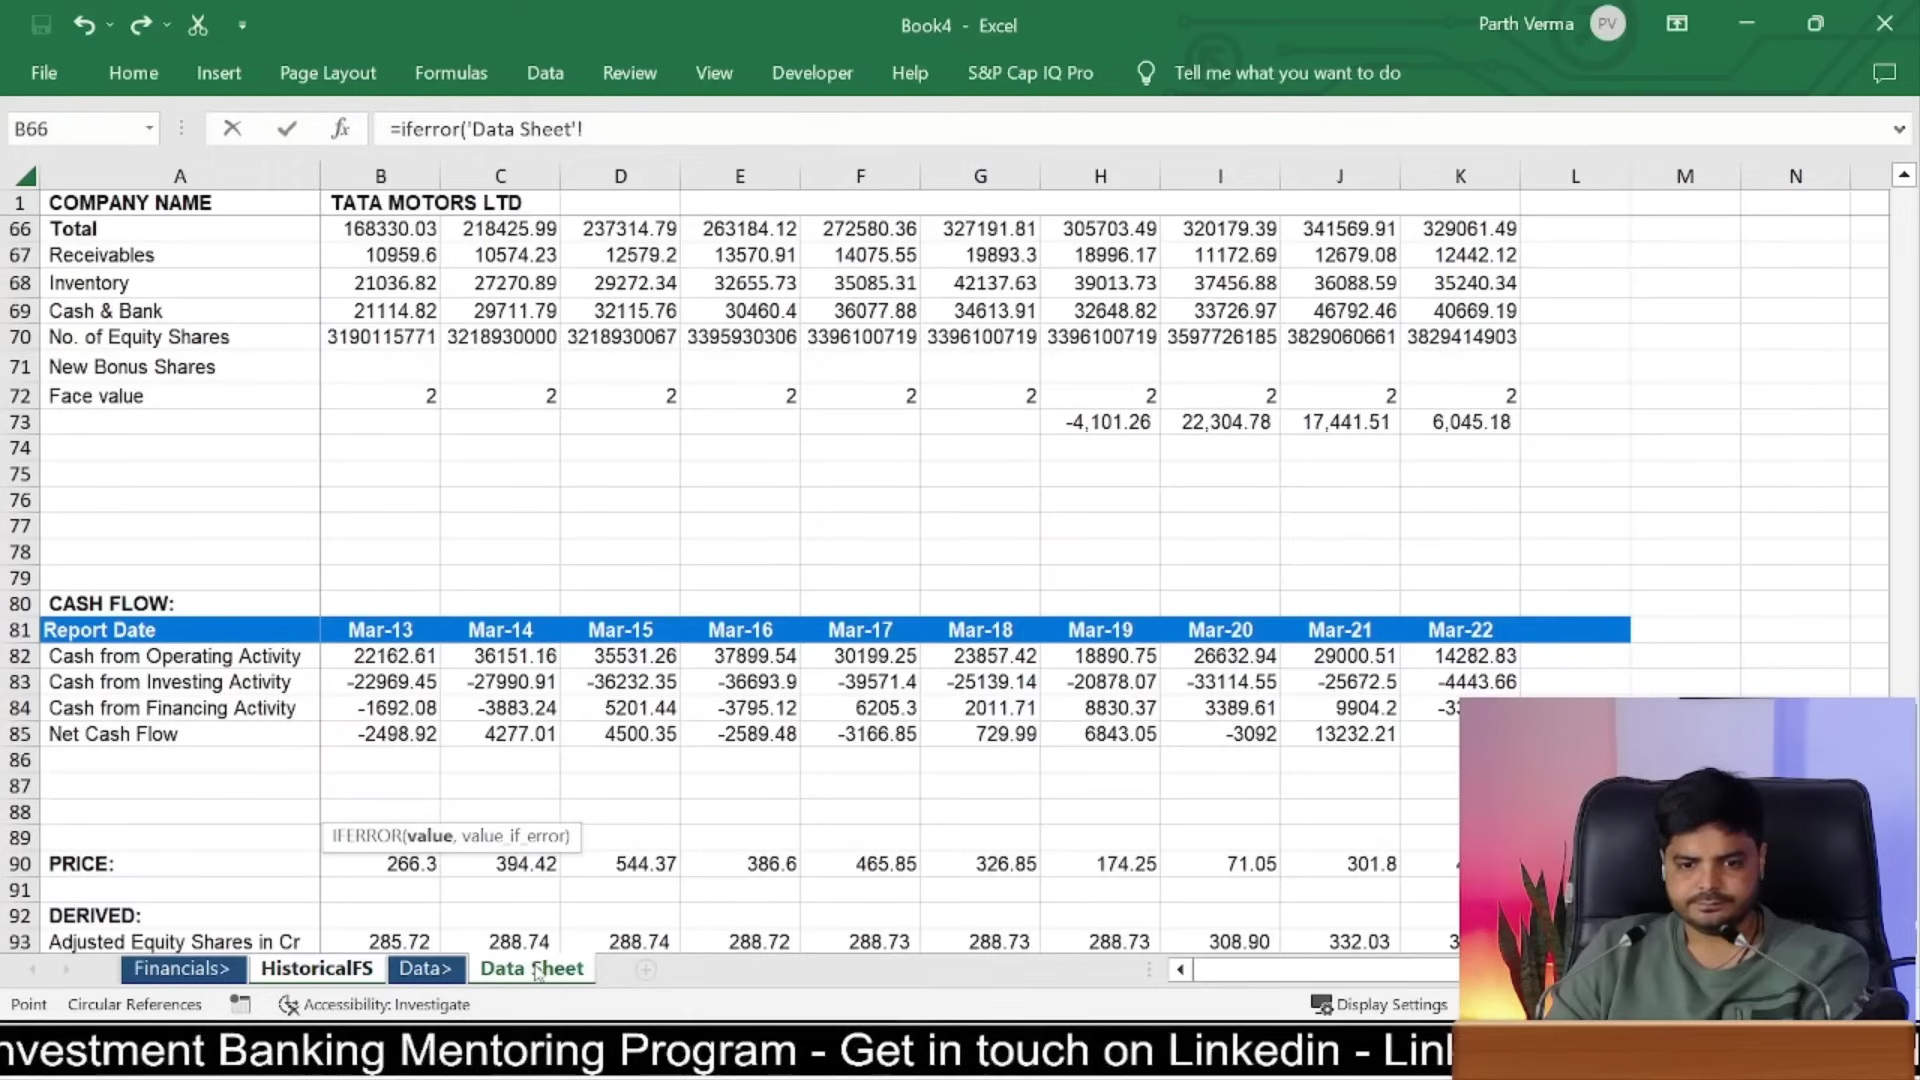 Book4 - Excel
Parth Verma PV
File Home Insert Page Layout Formulas Data Review View Developer Help S&P Cap IQ Pro Tell me what you want to do
B66 fx =iferror('Data Sheet'!
A B C D E F G H I J K L M N
1 COMPANY NAME TATA MOTORS LTD
66 Total 168330.03 218425.99 237314.79 263184.12 272580.36 327191.81 305703.49 320179.39 341569.91 329061.49
67 Receivables 10959.6 10574.23 12579.2 13570.91 14075.55 19893.3 18996.17 11172.69 12679.08 12442.12
68 Inventory 21036.82 27270.89 29272.34 32655.73 35085.31 42137.63 39013.73 37456.88 36088.59 35240.34
69 Cash & Bank 21114.82 29711.79 32115.76 30460.4 36077.88 34613.91 32648.82 33726.97 46792.46 40669.19
70 No. of Equity Shares 3190115771 3218930000 3218930067 3395930306 3396100719 3396100719 3396100719 3597726185 3829060661 3829414903
71 New Bonus Shares
72 Face value 2 2 2 2 2 2 2 2 2 2
73 -4,101.26 22,304.78 17,441.51 6,045.18
74
75
76
77
78
79
80 CASH FLOW:
81 Report Date Mar-13 Mar-14 Mar-15 Mar-16 Mar-17 Mar-18 Mar-19 Mar-20 Mar-21 Mar-22
82 Cash from Operating Activity 22162.61 36151.16 35531.26 37899.54 30199.25 23857.42 18890.75 26632.94 29000.51 14282.83
83 Cash from Investing Activity -22969.45 -27990.91 -36232.35 -36693.9 -39571.4 -25139.14 -20878.07 -33114.55 -25672.5 -4443.66
84 Cash from Financing Activity -1692.08 -3883.24 5201.44 -3795.12 6205.3 2011.71 8830.37 3389.61 9904.2
85 Net Cash Flow -2498.92 4277.01 4500.35 -2589.48 -3166.85 729.99 6843.05 -3092 13232.21
86
87
88
89 IFERROR(value, value_if_error)
90 PRICE: 266.3 394.42 544.37 386.6 465.85 326.85 174.25 71.05 301.8
91
92 DERIVED:
93 Adjusted Equity Shares in Cr 285.72 288.74 288.74 288.72 288.73 288.73 288.73 308.90 332.03
Financials> HistoricalFS Data> Data Sheet
Point Circular References Accessibility: Investigate Display Settings
nvestment Banking Mentoring Program - Get in touch on Linkedin - Link